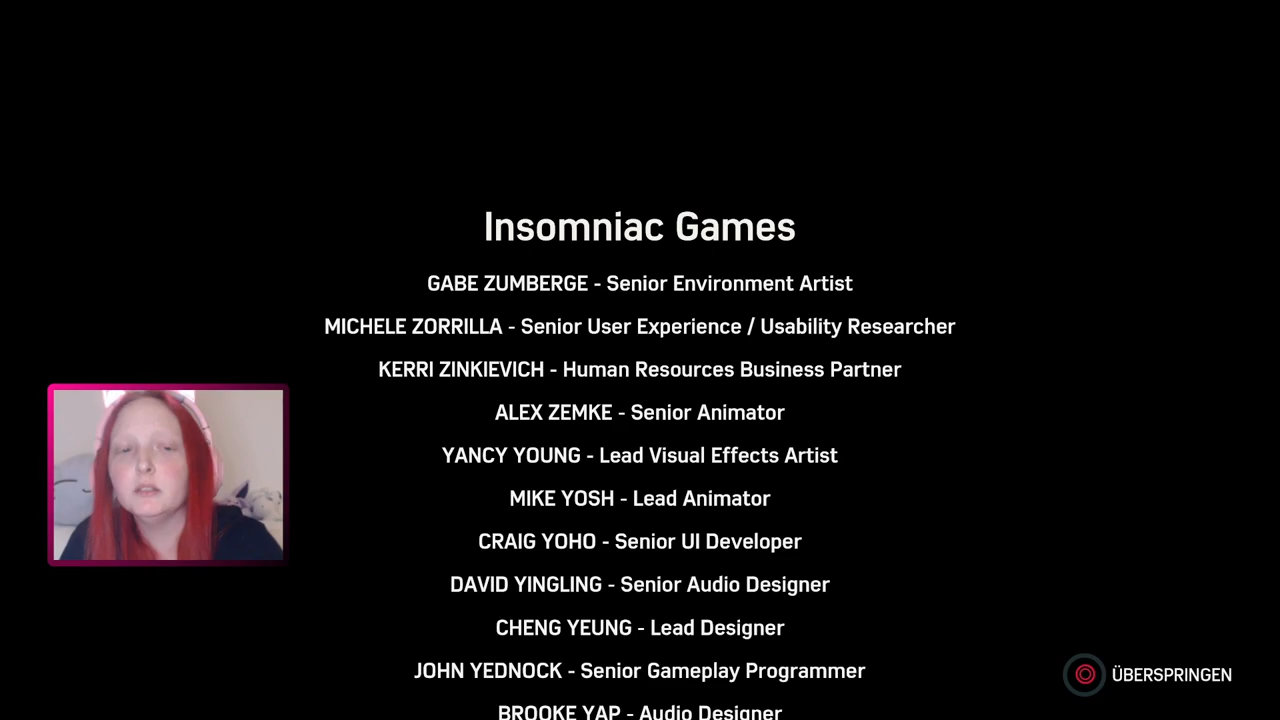 Insomniac Games
GABE ZUMBERGE - Senior Environment Artist
MICHELE ZORRILLA - Senior User Experience / Usability Researcher
KERRI ZINKIEVICH - Human Resources Business Partner
ALEX ZEMKE - Senior Animator
YANCY YOUNG - Lead Visual Effects Artist
MIKE YOSH - Lead Animator
CRAIG YOHO - Senior UI Developer
DAVID YINGLING - Senior Audio Designer
CHENG YEUNG - Lead Designer
JOHN YEDNOCK - Senior Gameplay Programmer
ÜBERSPRINGEN
BROOKE YAP - Audio Designer